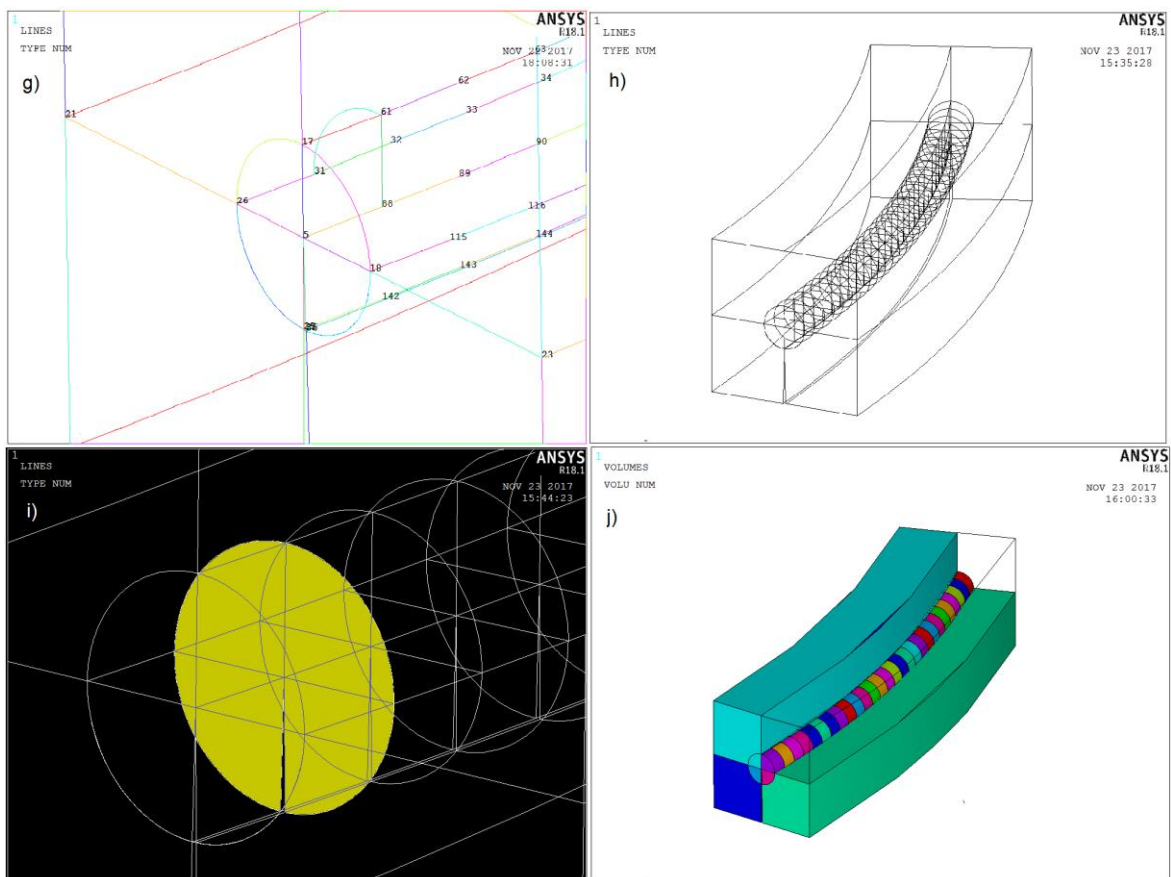 1
LINES
TYPE NUM
ANSYS
R18.1
NOV 23 2017
18:08:31
g)
63
62
34
21
61
33
17
32
90
31
89
26
66
116
5
115
144
18
143
142
23
1
LINES
TYPE NUM
ANSYS
R18.1
NOV 23 2017
15:35:28
h)
1
LINES
TYPE NUM
ANSYS
R18.1
NOV 23 2017
15:44:23
i)
1
VOLUMES
VOLU NUM
ANSYS
R18.1
NOV 23 2017
16:00:33
j)